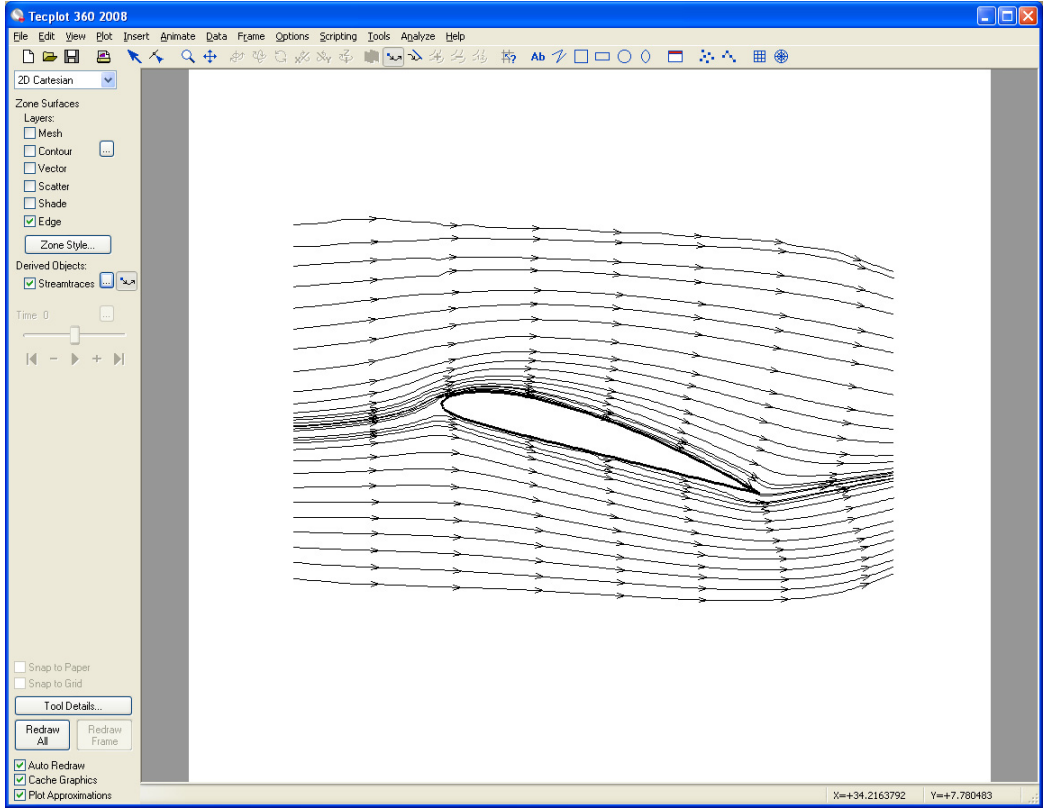 Tecplot 360 2008
File Edit View Plot Insert Animate Data Frame Options Scripting Tools Analyze Help
Ab
2D Cartesian
Zone Surfaces
Layers:
Mesh
Contour
...
Vector
Scatter
Shade
Edge
Zone Style...
Derived Objects:
Streamtraces ...
Time 0 ...
Snap to Paper
Snap to Grid
Tool Details...
Redraw All
Redraw Frame
Auto Redraw
Cache Graphics
Plot Approximations
X=+34.2163792 Y=+7.780483